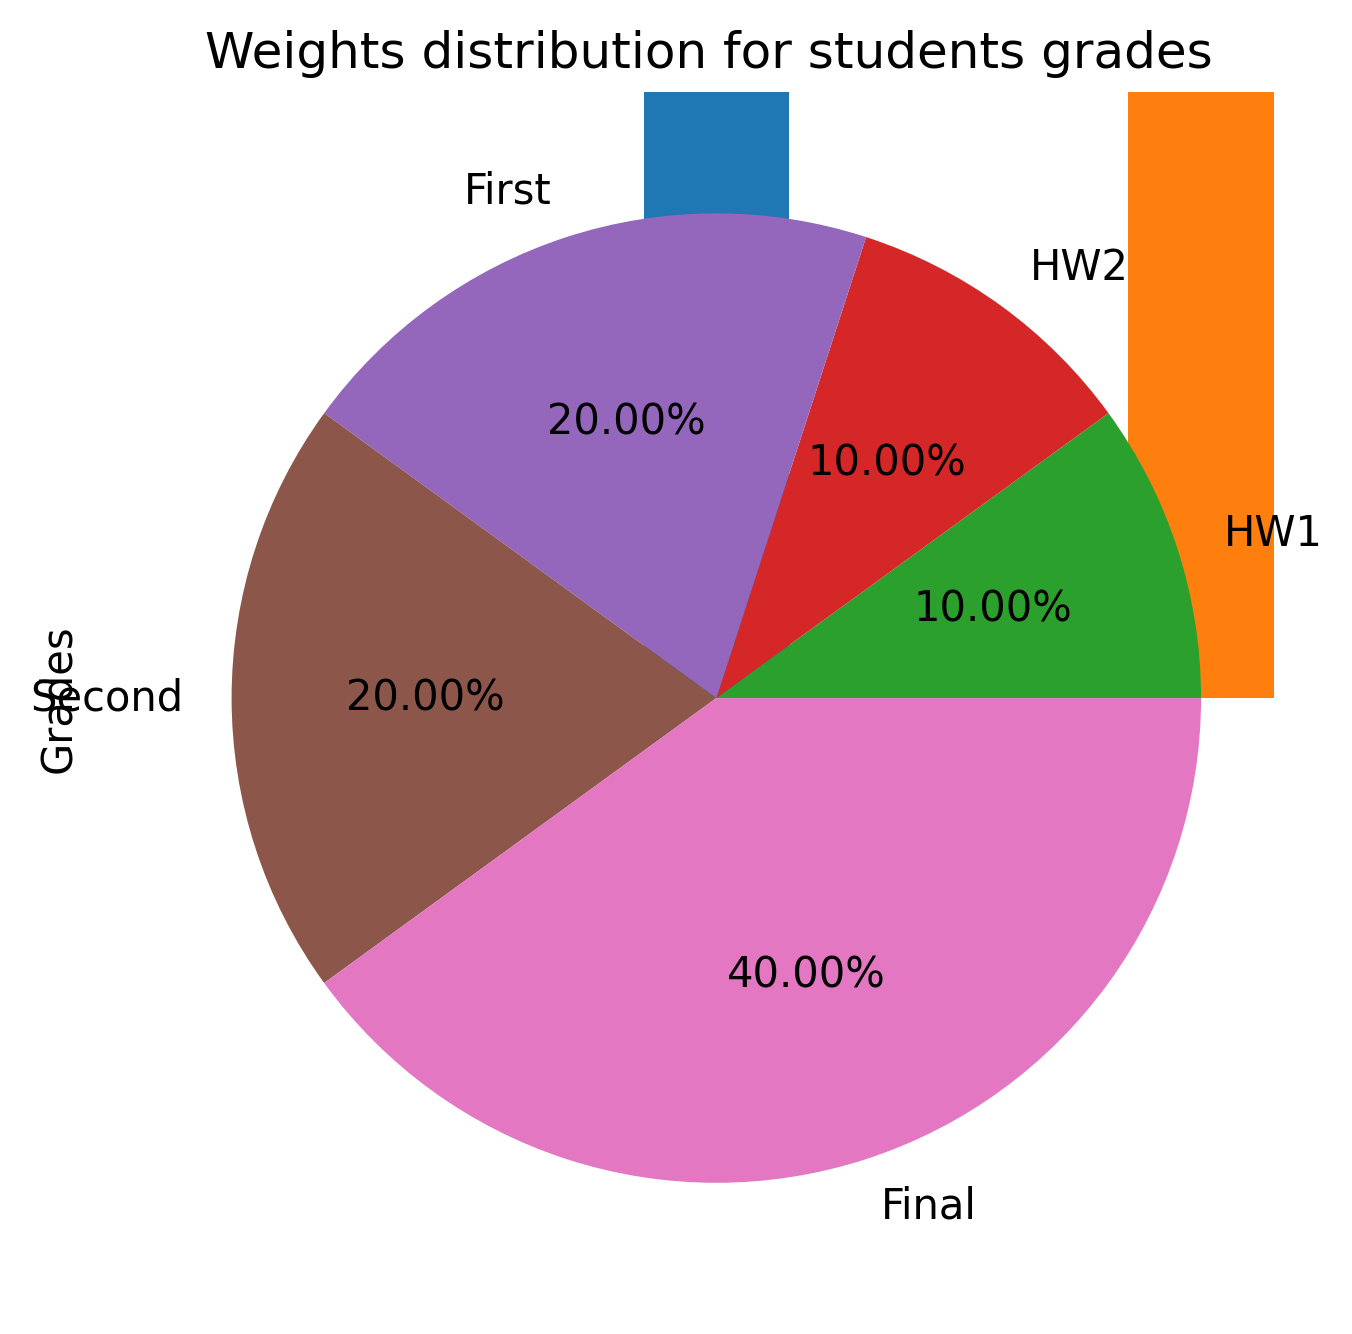 Weights distribution for students grades
First
HW2
20.00%
10.00%
HW1
10.00%
Second
Grades
20.00%
40.00%
Final